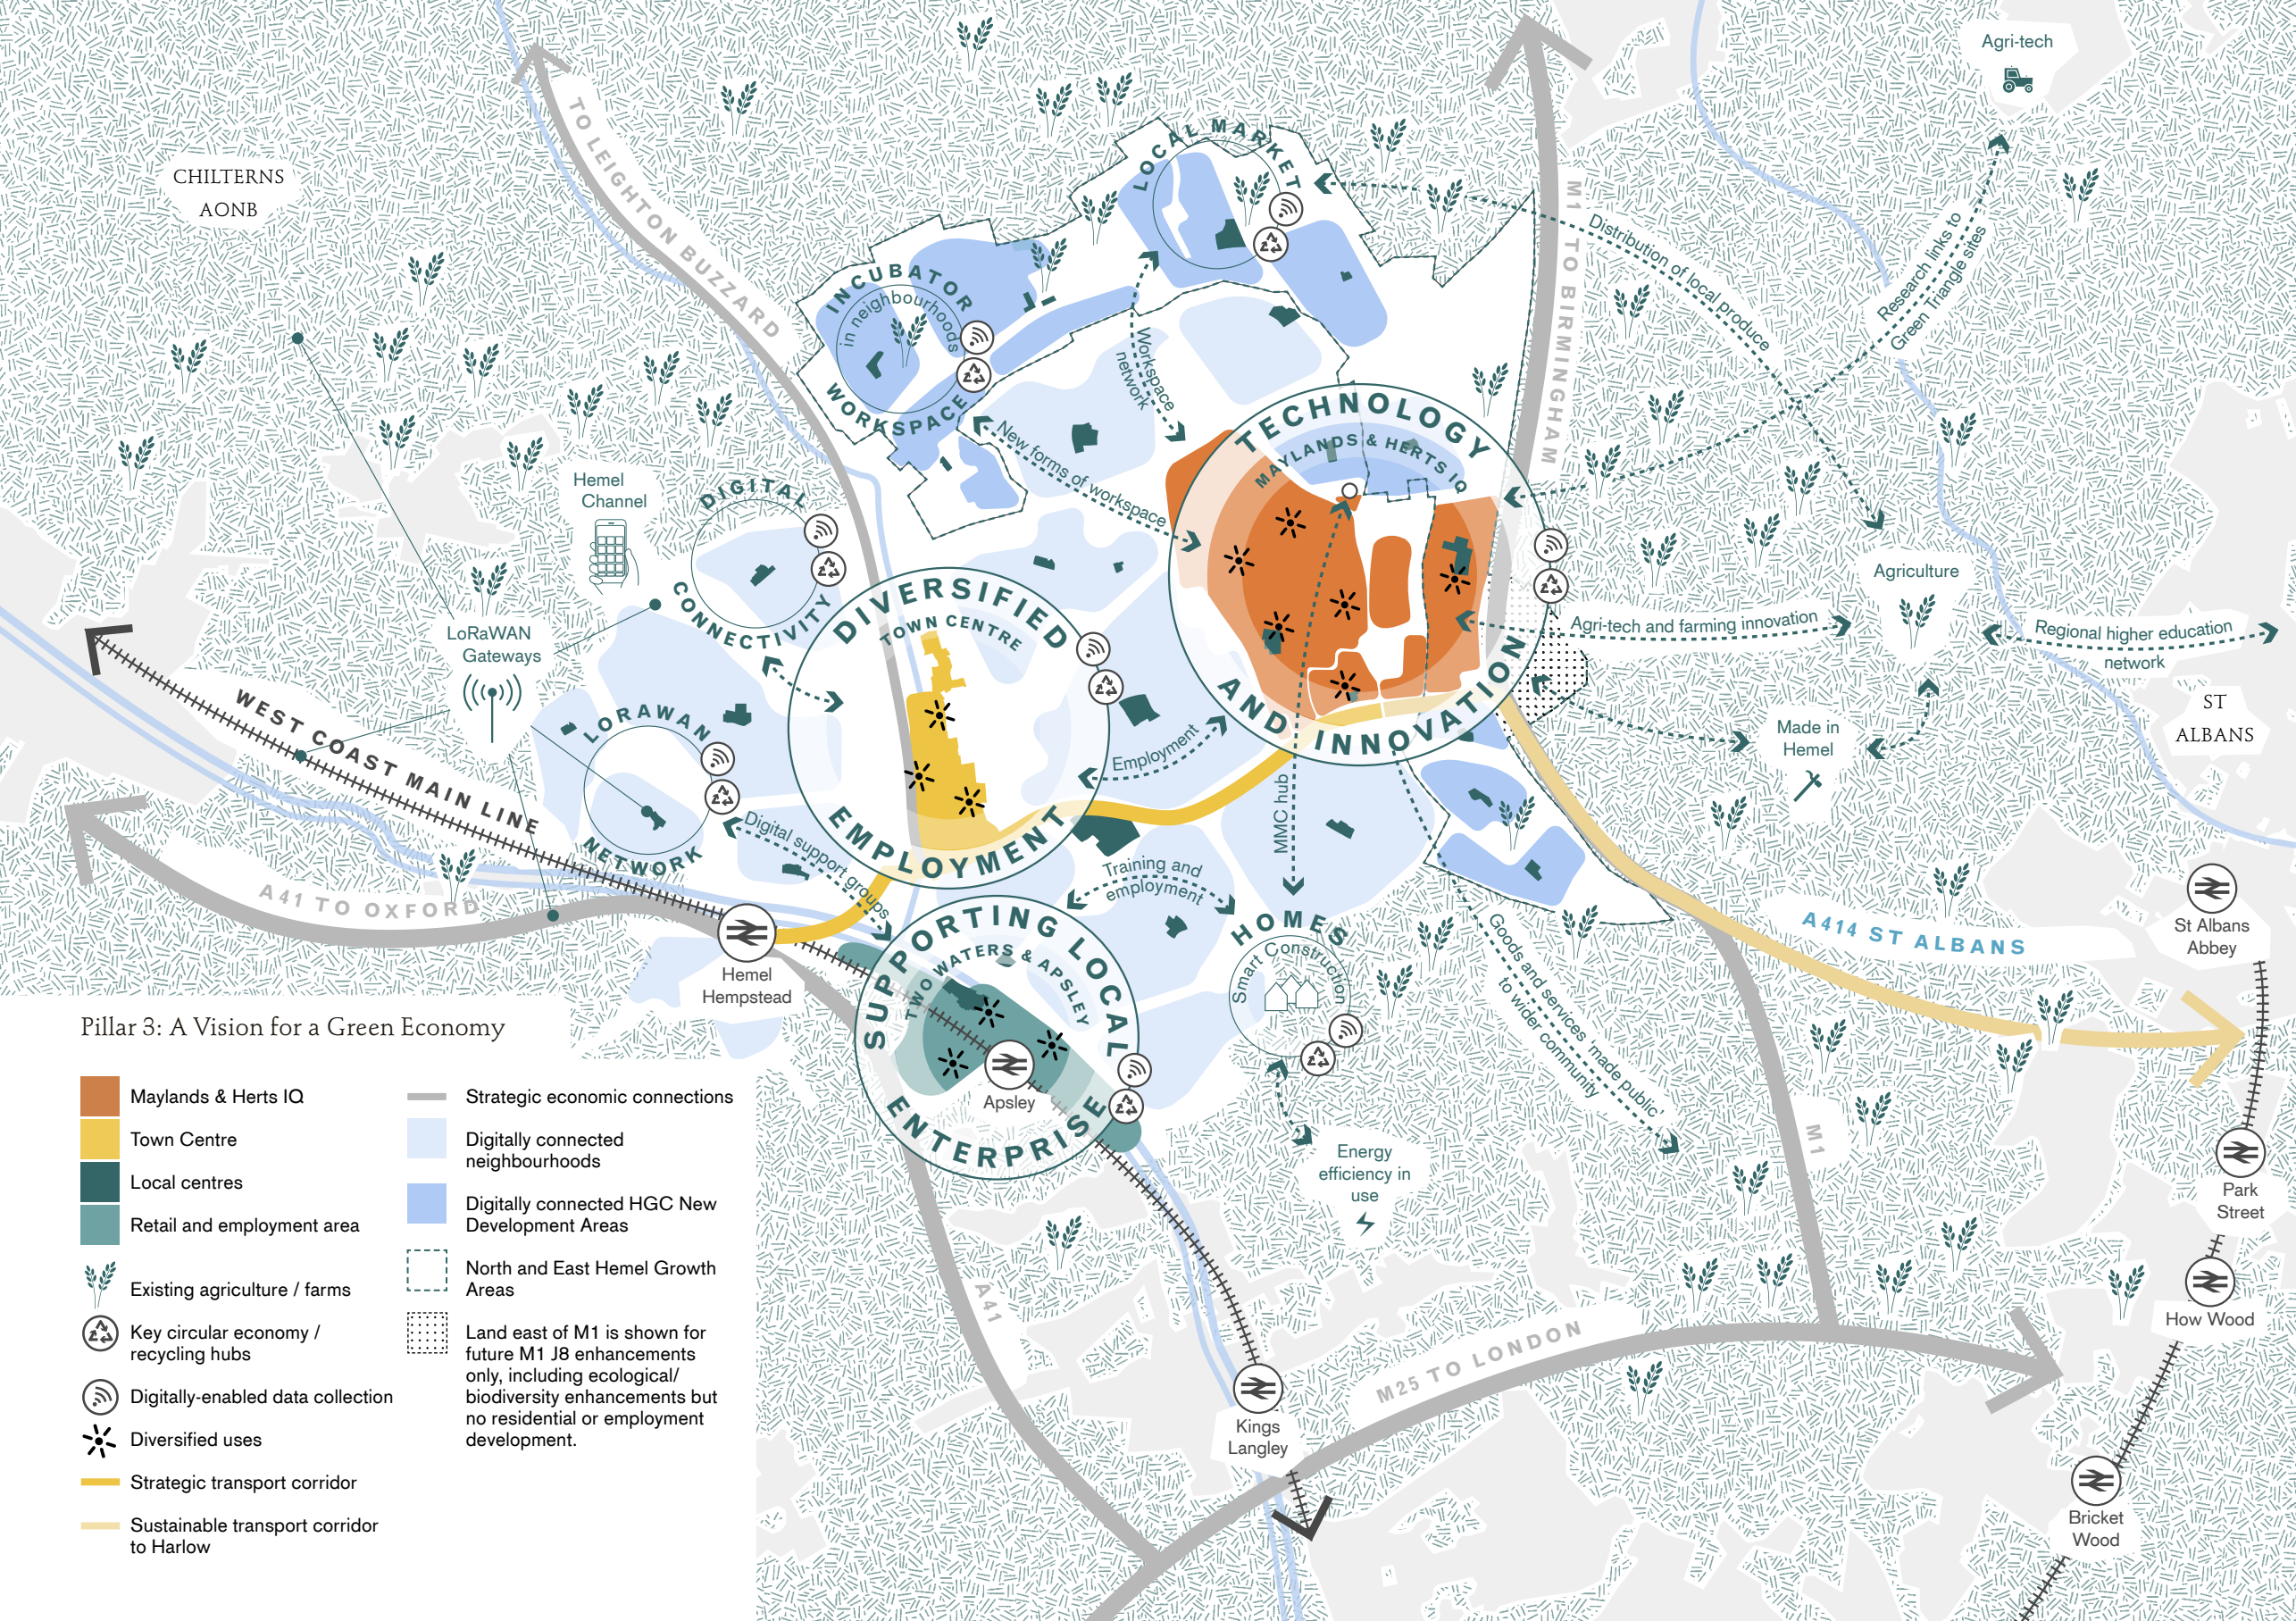 Agri-tech
TO LEIGHTON BUZZARD
CHILTERNS
AONB
LOCAL MARKET
M1 TO BIRMINGHAM
Distribution of local produce
Research links to
Green Triangle sites
INCUBATOR
in neighbourhoods
WORKSPACE
Workspace
network
New forms of workspace
TECHNOLOGY
MAYLANDS & HERTS IQ
AND INNOVATION
Hemel
Channel
DIGITAL
CONNECTIVITY
DIVERSIFIED
TOWN CENTRE
EMPLOYMENT
Agriculture
Agri-tech and farming innovation
Regional higher education
network
LoRaWAN
Gateways
ST
ALBANS
Made in
Hemel
WEST COAST MAIN LINE
LORAWAN
NETWORK
Employment
MMC hub
Digital support groups
Training and
employment
A41 TO OXFORD
A414 ST ALBANS
St Albans
Abbey
HOMES
Smart Construction
Goods and services 'made public'
to wider community
Hemel
Hempstead
SUPPORTING LOCAL
TWO WATERS & APSLEY
Apsley
ENTERPRISE
M1
Energy
efficiency in
use
Park
Street
How Wood
A41
M25 TO LONDON
Kings
Langley
Bricket
Wood
Pillar 3: A Vision for a Green Economy
Maylands & Herts IQ
Town Centre
Local centres
Retail and employment area
Existing agriculture / farms
Key circular economy /
recycling hubs
Digitally-enabled data collection
Diversified uses
Strategic transport corridor
Sustainable transport corridor
to Harlow
Strategic economic connections
Digitally connected
neighbourhoods
Digitally connected HGC New
Development Areas
North and East Hemel Growth
Areas
Land east of M1 is shown for
future M1 J8 enhancements
only, including ecological/
biodiversity enhancements but
no residential or employment
development.